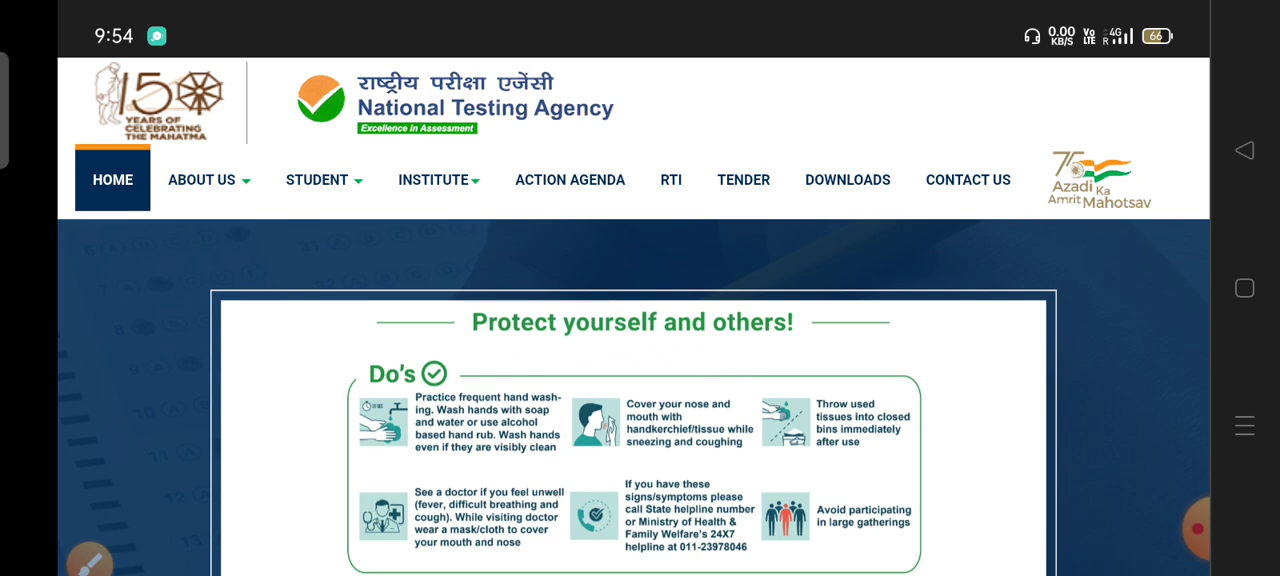 9:54
0.00
KB/S
Vo
LTE
4G
R
66
150
YEARS OF
CELEBRATING
THE MAHATMA
राष्ट्रीय परीक्षा एजेंसी
National Testing Agency
Excellence in Assessment
HOME
ABOUT US
STUDENT
INSTITUTE
ACTION AGENDA
RTI
TENDER
DOWNLOADS
CONTACT US
75
Azadi Ka
Amrit Mahotsav
Protect yourself and others!
Do's
Practice frequent hand wash-
ing. Wash hands with soap
and water or use alcohol
based hand rub. Wash hands
even if they are visibly clean
Cover your nose and
mouth with
handkerchief/tissue while
sneezing and coughing
Throw used
tissues into closed
bins immediately
after use
See a doctor if you feel unwell
(fever, difficult breathing and
cough). While visiting doctor
wear a mask/cloth to cover
your mouth and nose
If you have these
signs/symptoms please
call State helpline number
or Ministry of Health &
Family Welfare's 24X7
helpline at 011-23978046
Avoid participating
in large gatherings